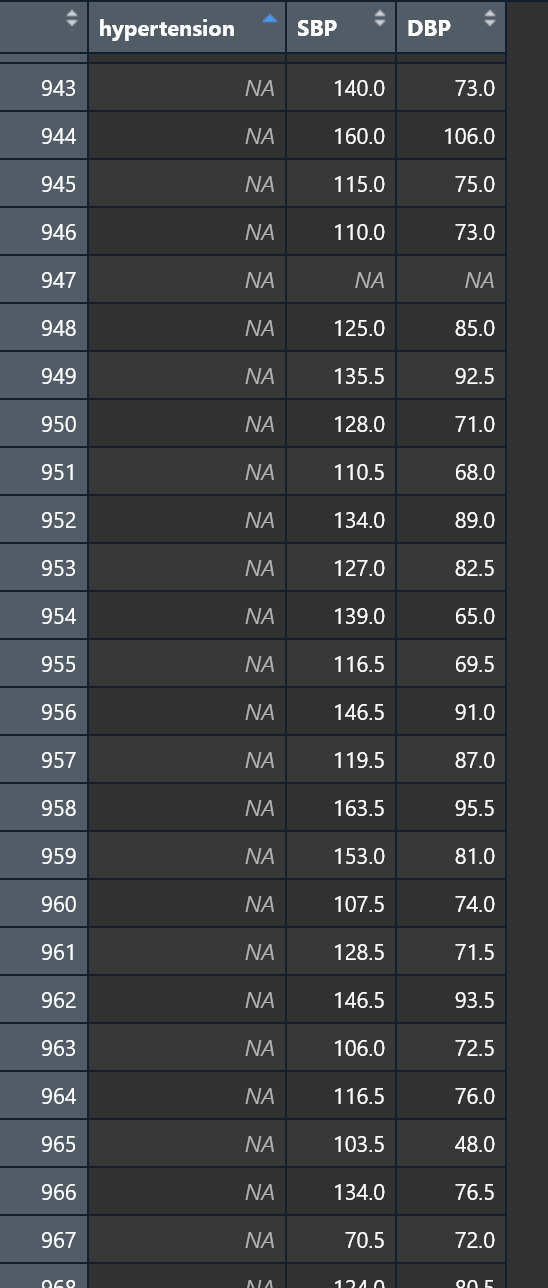 hypertension SBP DBP
943 NA 140.0 73.0
944 NA 160.0 106.0
945 NA 115.0 75.0
946 NA 110.0 73.0
947 NA NA NA
948 NA 125.0 85.0
949 NA 135.5 92.5
950 NA 128.0 71.0
951 NA 110.5 68.0
952 NA 134.0 89.0
953 NA 127.0 82.5
954 NA 139.0 65.0
955 NA 116.5 69.5
956 NA 146.5 91.0
957 NA 119.5 87.0
958 NA 163.5 95.5
959 NA 153.0 81.0
960 NA 107.5 74.0
961 NA 128.5 71.5
962 NA 146.5 93.5
963 NA 106.0 72.5
964 NA 116.5 76.0
965 NA 103.5 48.0
966 NA 134.0 76.5
967 NA 70.5 72.0
968 NA 124.0 80.5